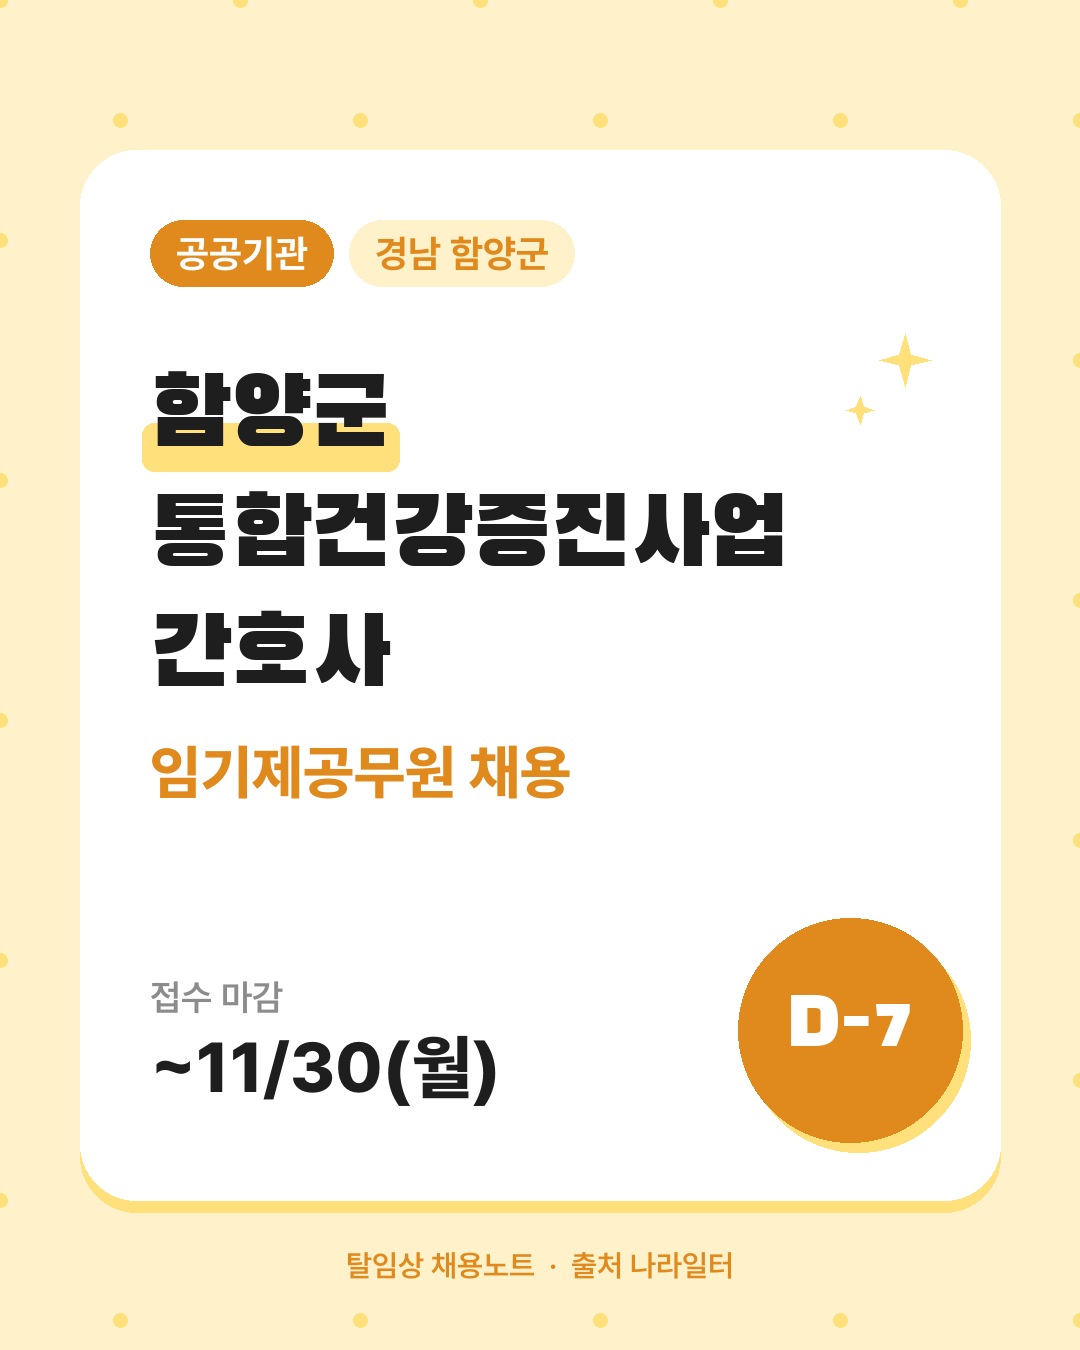 공공기관 경남 함양군
함양군
통합건강증진사업
간호사
임기제공무원 채용
접수 마감
~11/30(월)
D-7
탈임상 채용노트 · 출처 나라일터